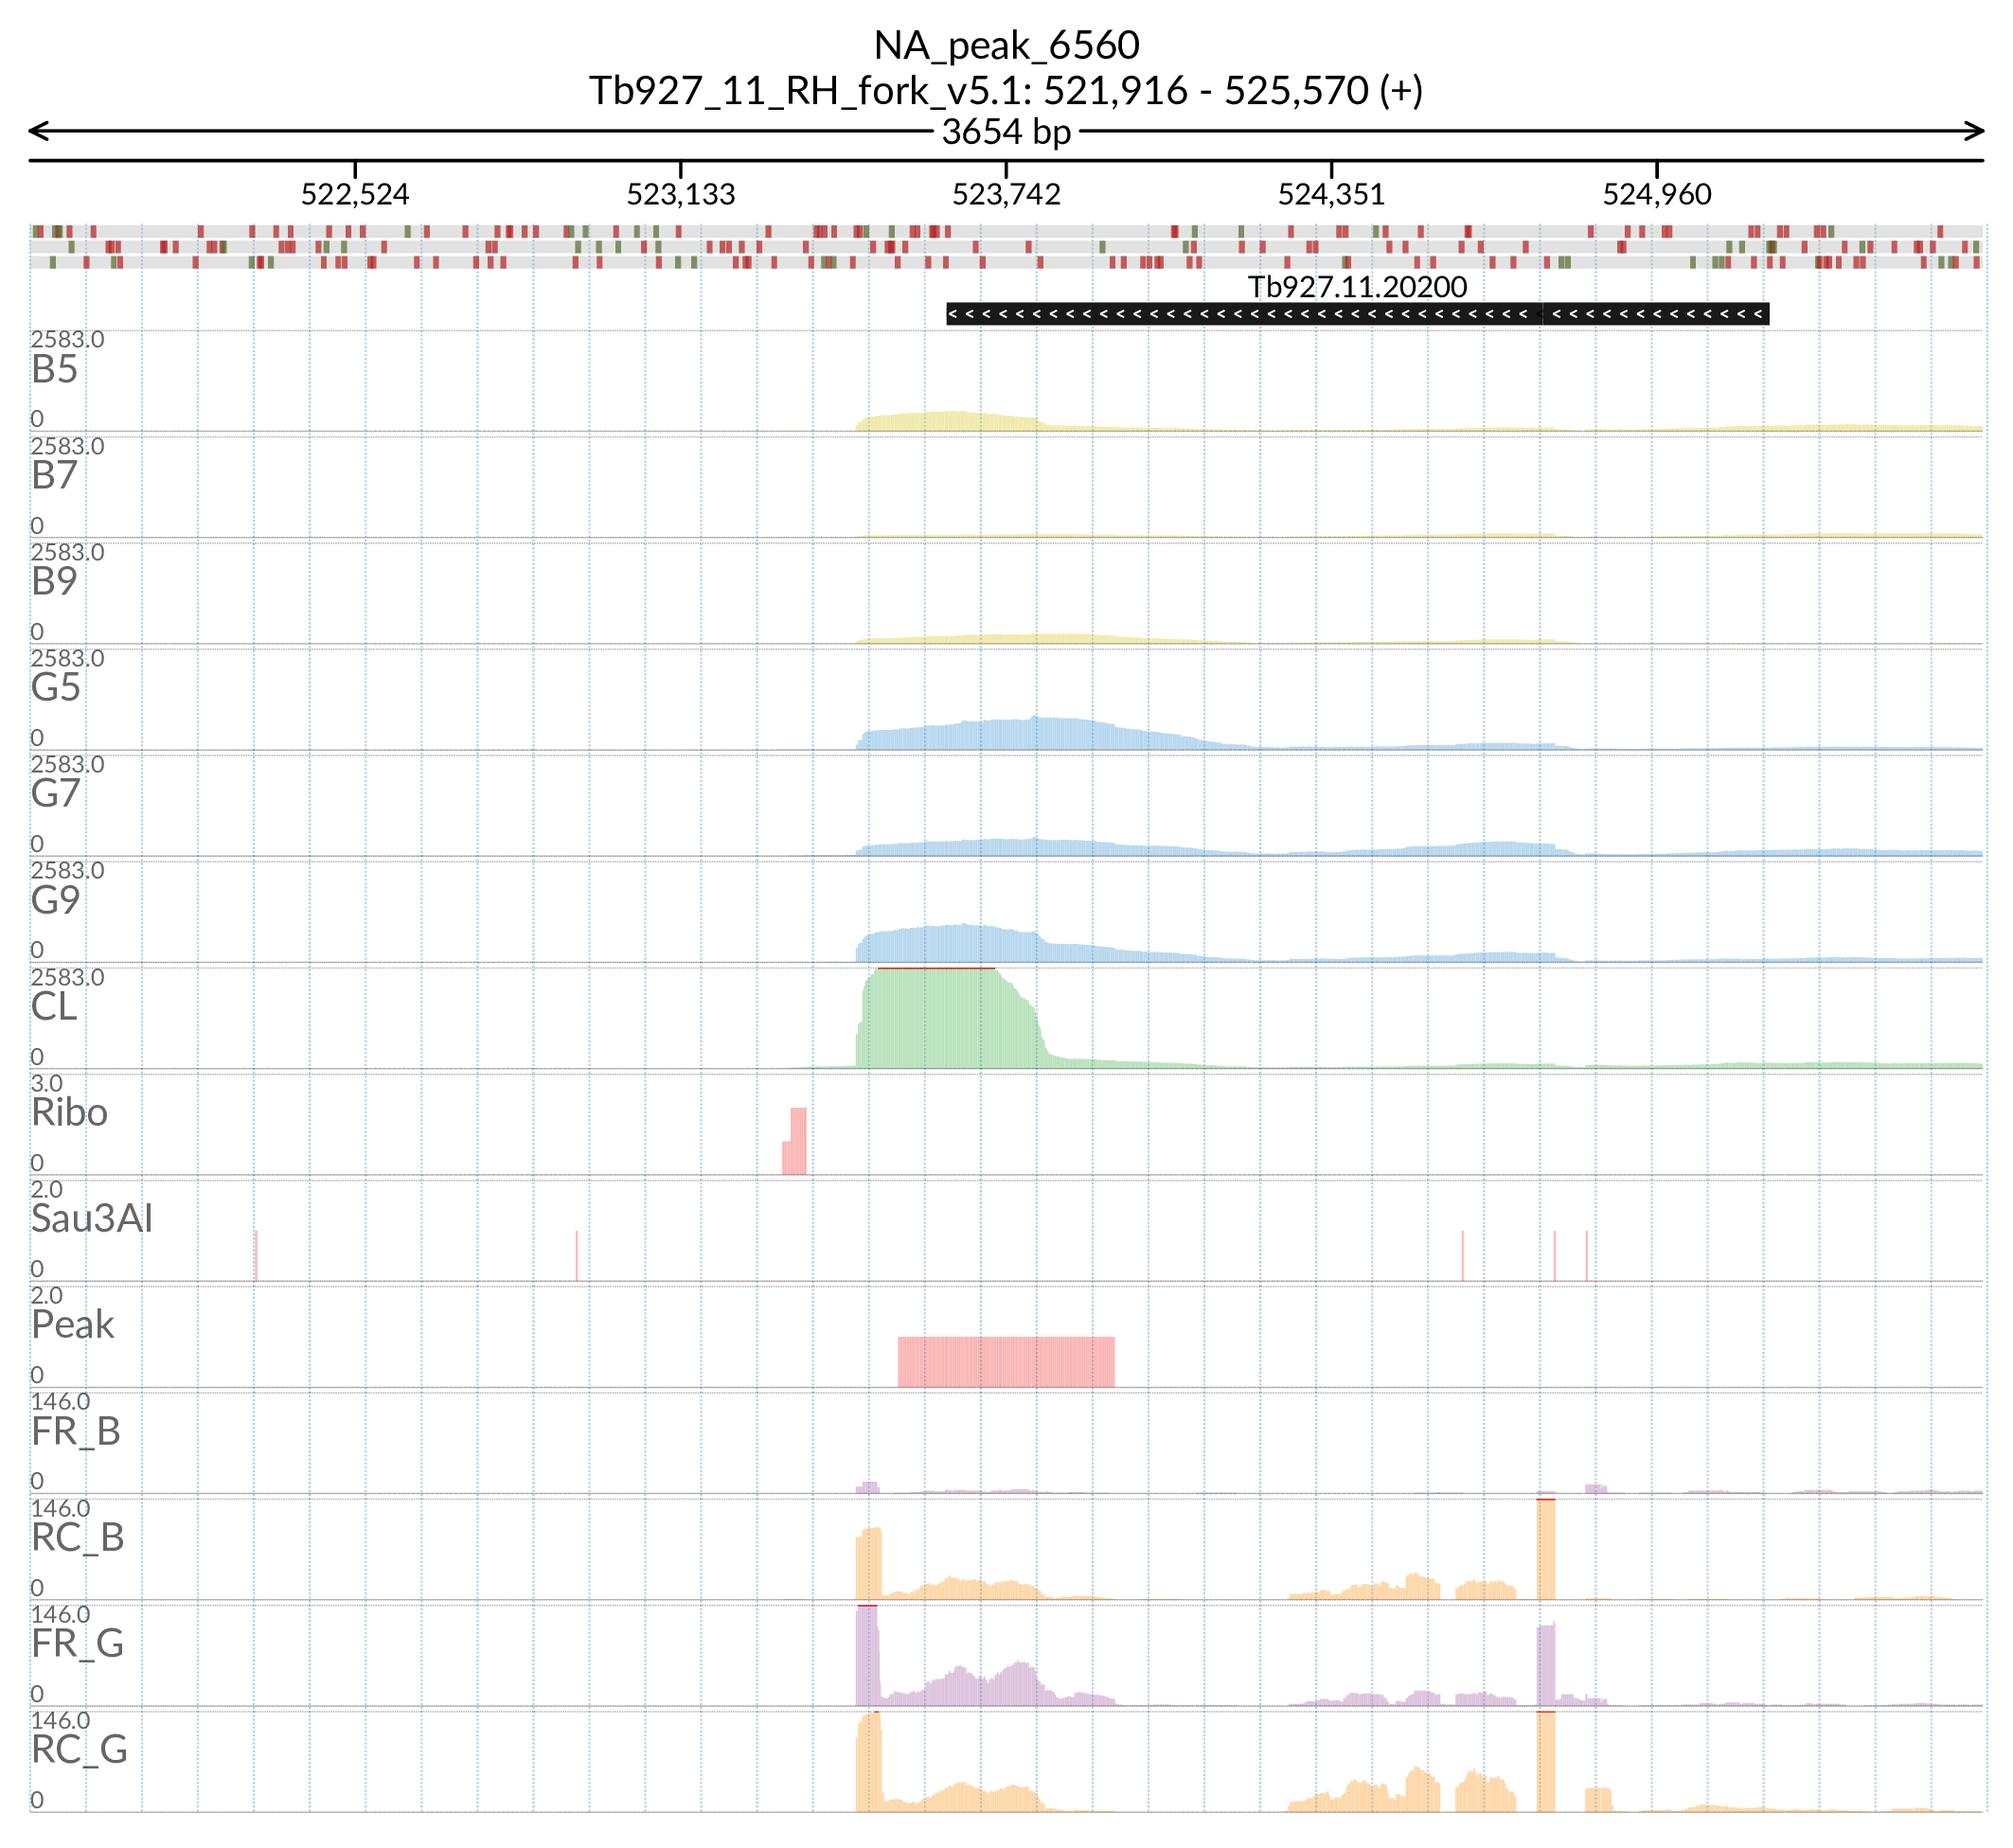 NA_peak_6560
Tb927_11_RH_fork_v5.1: 521,916 - 525,570 (+)
3654 bp
522,524 523,133 523,742 524,351 524,960
Tb927.11.20200
2583.0
B5
0
2583.0
B7
0
2583.0
B9
0
2583.0
G5
0
2583.0
G7
0
2583.0
G9
0
2583.0
CL
0
3.0
Ribo
0
2.0
Sau3AI
0
2.0
Peak
0
146.0
FR_B
0
146.0
RC_B
0
146.0
FR_G
0
146.0
RC_G
0